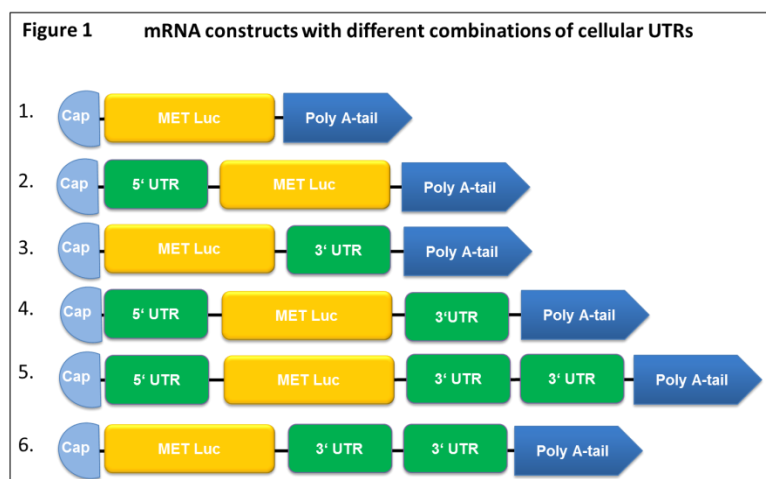 Figure 1 mRNA constructs with different combinations of cellular UTRs
1. Cap MET Luc Poly A-tail
2. Cap 5‘ UTR MET Luc Poly A-tail
3. Cap MET Luc 3‘ UTR Poly A-tail
4. Cap 5‘ UTR MET Luc 3‘UTR Poly A-tail
5. Cap 5‘ UTR MET Luc 3‘ UTR 3‘ UTR Poly A-tail
6. Cap MET Luc 3‘ UTR 3‘ UTR Poly A-tail